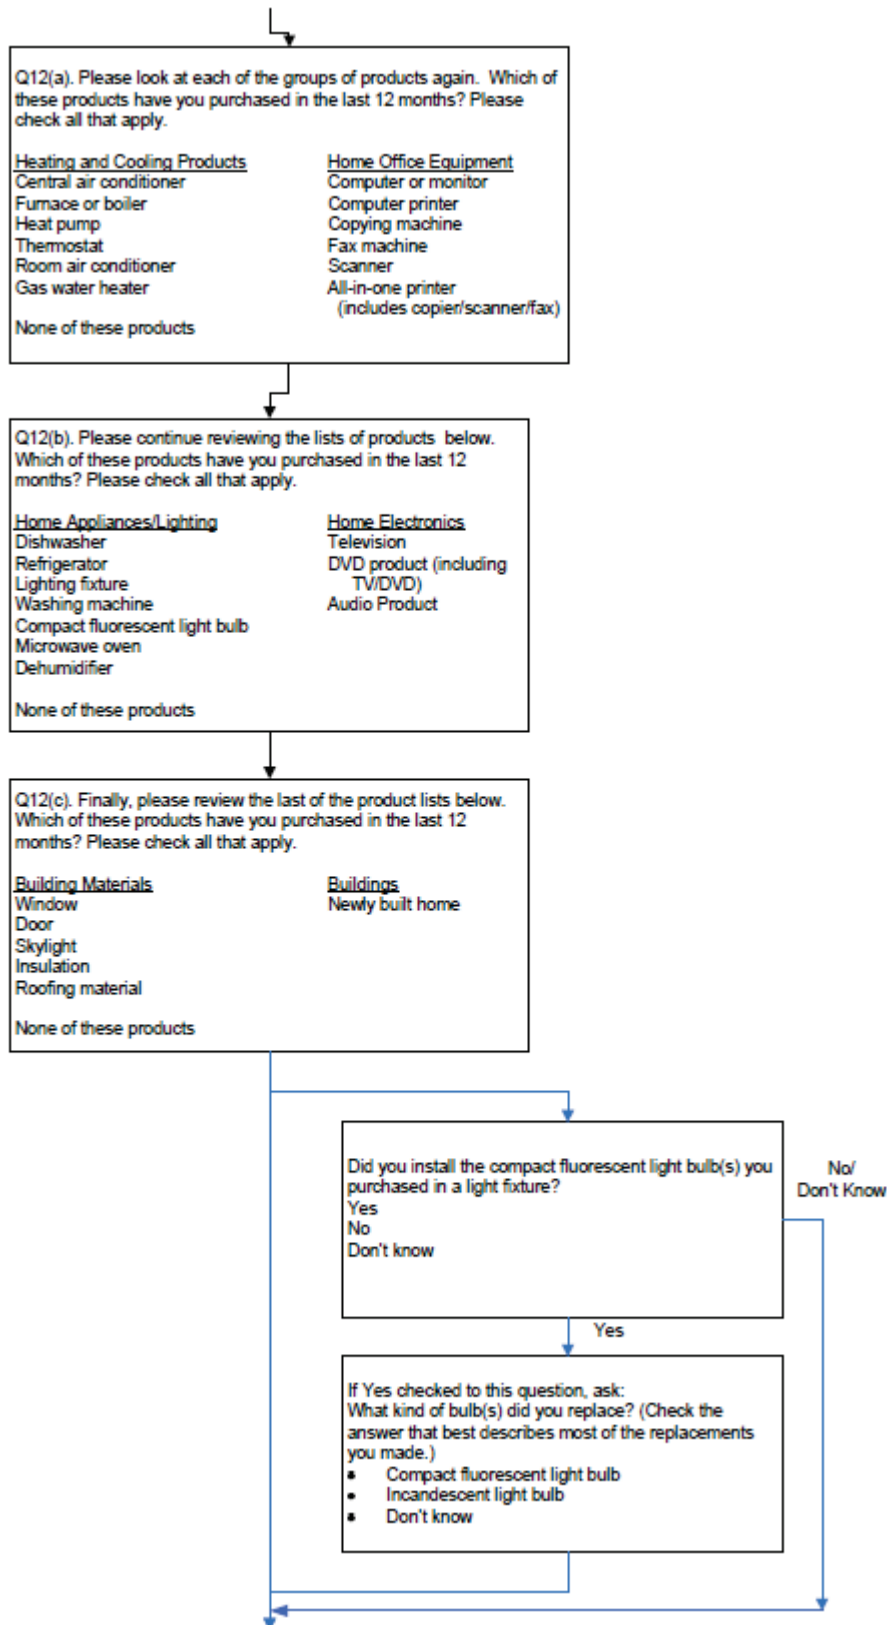 Q12(a). Please look at each of the groups of products again.  Which of
these products have you purchased in the last 12 months? Please
check all that apply.
Heating and Cooling Products
Central air conditioner
Furnace or boiler
Heat pump
Thermostat
Room air conditioner
Gas water heater
None of these products
Home Office Equipment
Computer or monitor
Computer printer
Copying machine
Fax machine
Scanner
All-in-one printer
(includes copier/scanner/fax)
Q12(b). Please continue reviewing the lists of products  below.
Which of these products have you purchased in the last 12
months? Please check all that apply.
Home Appliances/Lighting
Dishwasher
Refrigerator
Lighting fixture
Washing machine
Compact fluorescent light bulb
Microwave oven
Dehumidifier
None of these products
Home Electronics
Television
DVD product (including
TV/DVD)
Audio Product
Q12(c). Finally, please review the last of the product lists below.
Which of these products have you purchased in the last 12
months? Please check all that apply.
Building Materials
Window
Door
Skylight
Insulation
Roofing material
None of these products
Buildings
Newly built home
Did you install the compact fluorescent light bulb(s) you
purchased in a light fixture?
Yes
No
Don't know
No/
Don't Know
Yes
If Yes checked to this question, ask:
What kind of bulb(s) did you replace? (Check the
answer that best describes most of the replacements
you made.)
• Compact fluorescent light bulb
• Incandescent light bulb
• Don't know